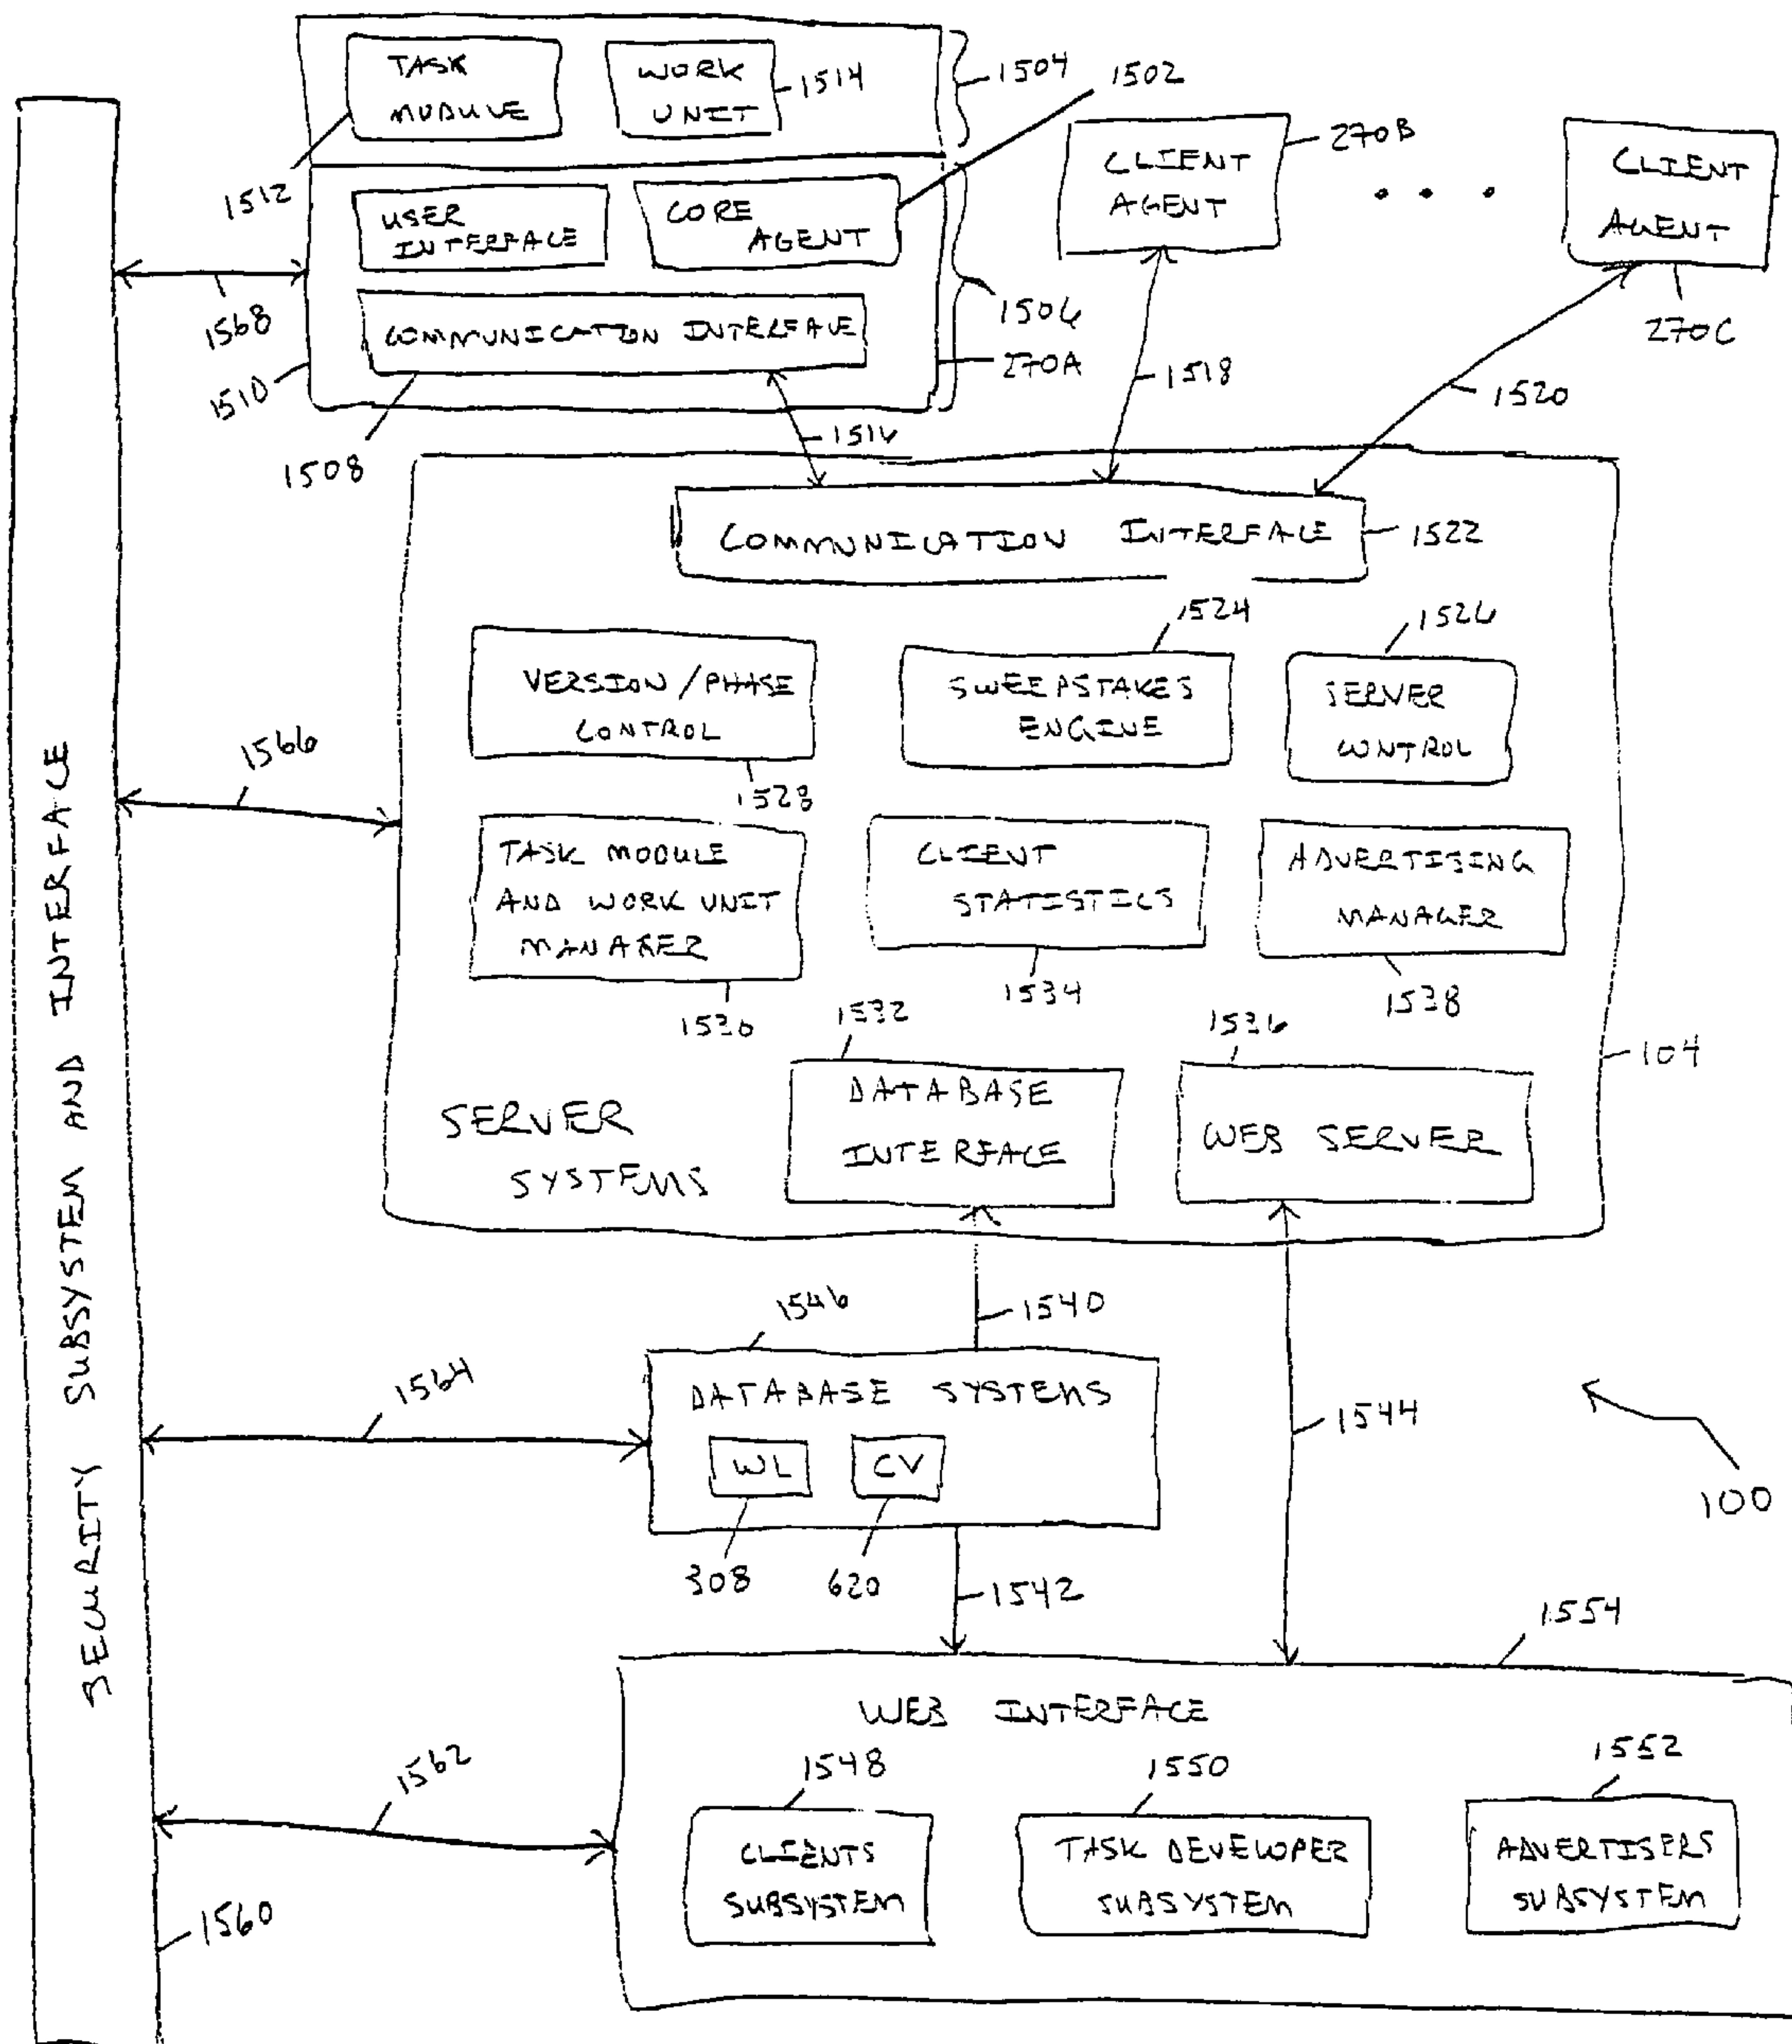 TASK
MODULE
WORK
UNIT
1514
1504
1502
1512
USER
INTERFACE
CORE
AGENT
COMMUNICATION INTERFACE
1506
270A
1568
1510
1508
CLIENT
AGENT
270B
. . .
CLIENT
AGENT
270C
1516
1518
1520
COMMUNICATION INTERFACE
1522
VERSION / PHASE
CONTROL
1528
1524
SWEEPSTAKES
ENGINE
1526
SERVER
CONTROL
1566
TASK MODULE
AND WORK UNIT
MANAGER
1530
CLIENT
STATISTICS
1534
ADVERTISING
MANAGER
1538
1532
DATABASE
INTERFACE
1536
WEB SERVER
104
SERVER
SYSTEMS
SECURITY SUBSYSTEM AND INTERFACE
1546
1540
1564
DATABASE SYSTEMS
WL
CV
308
620
1542
1544
100
1554
WEB INTERFACE
1562
1548
CLIENTS
SUBSYSTEM
1550
TASK DEVELOPER
SUBSYSTEM
1552
ADVERTISERS
SUBSYSTEM
1560